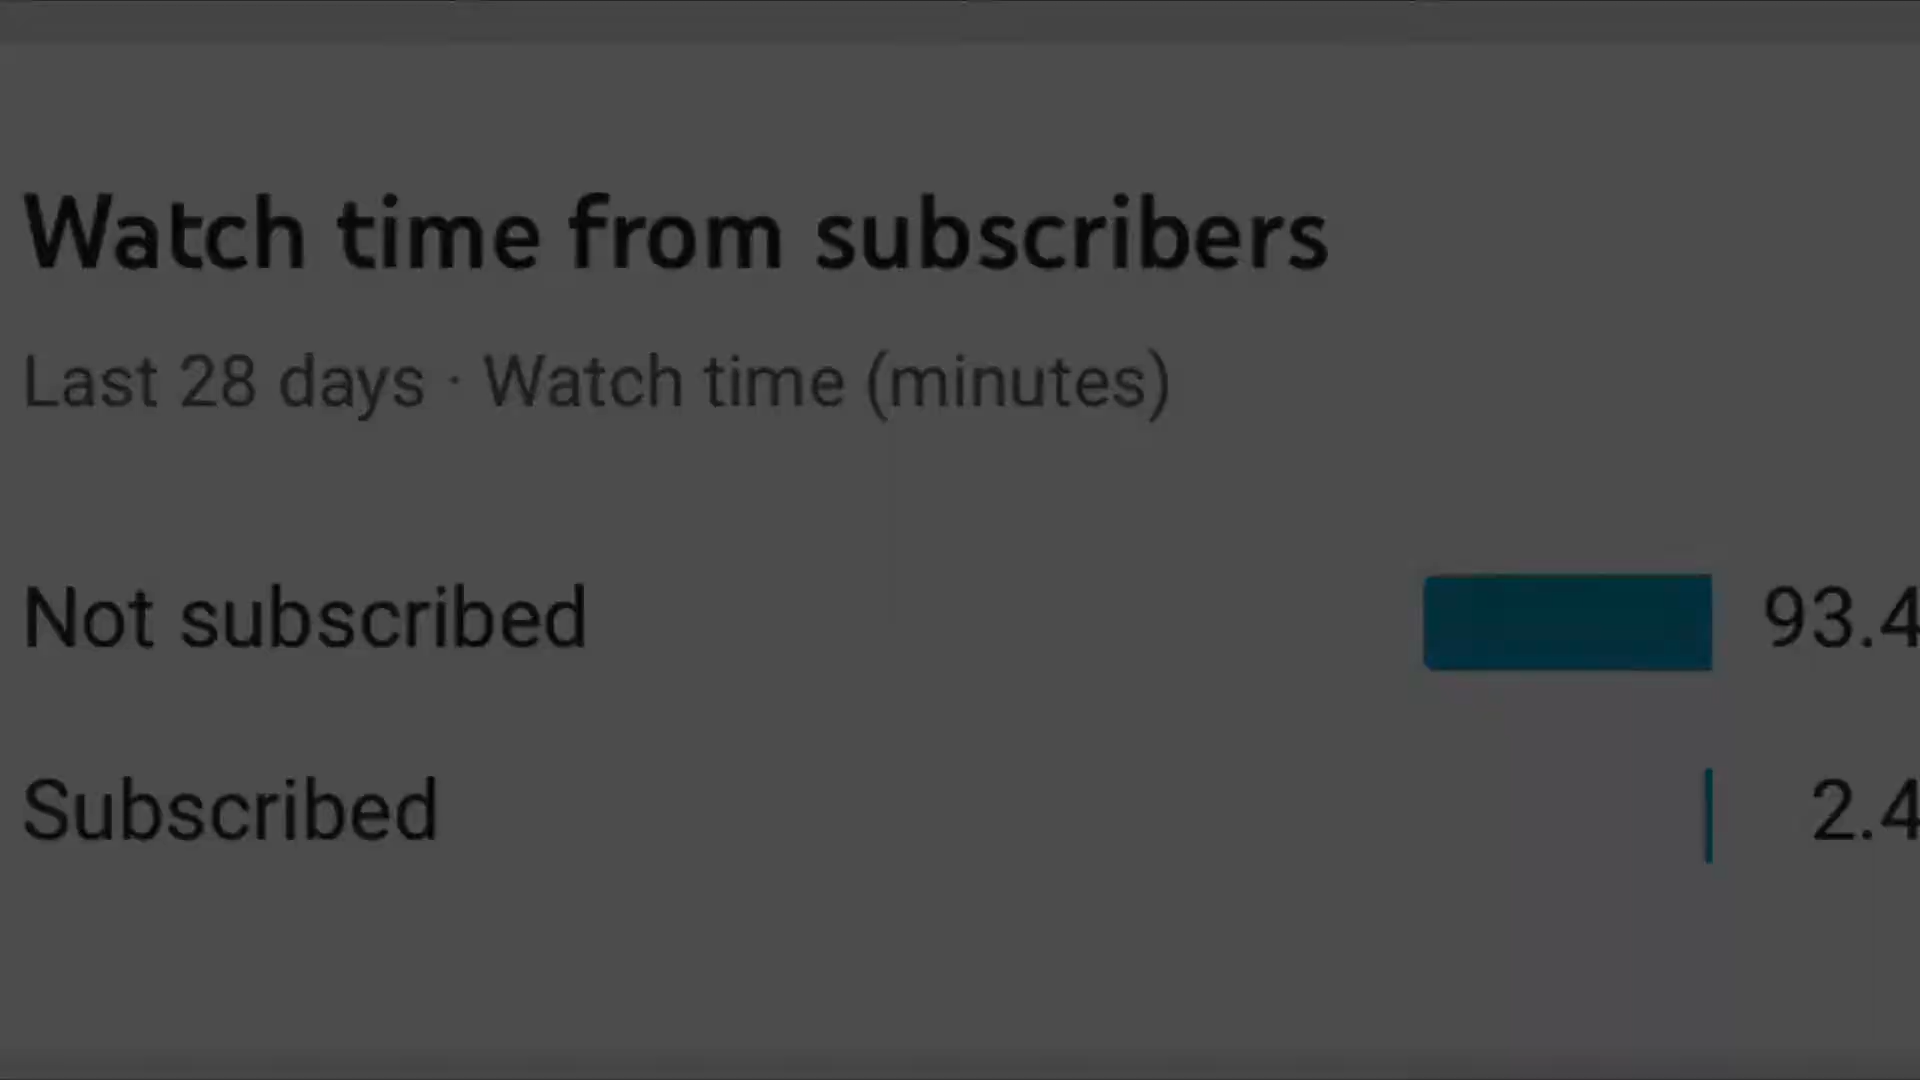 Watch time from subscribers
Last 28 days · Watch time (minutes)
Not subscribed 93.4
Subscribed 2.4